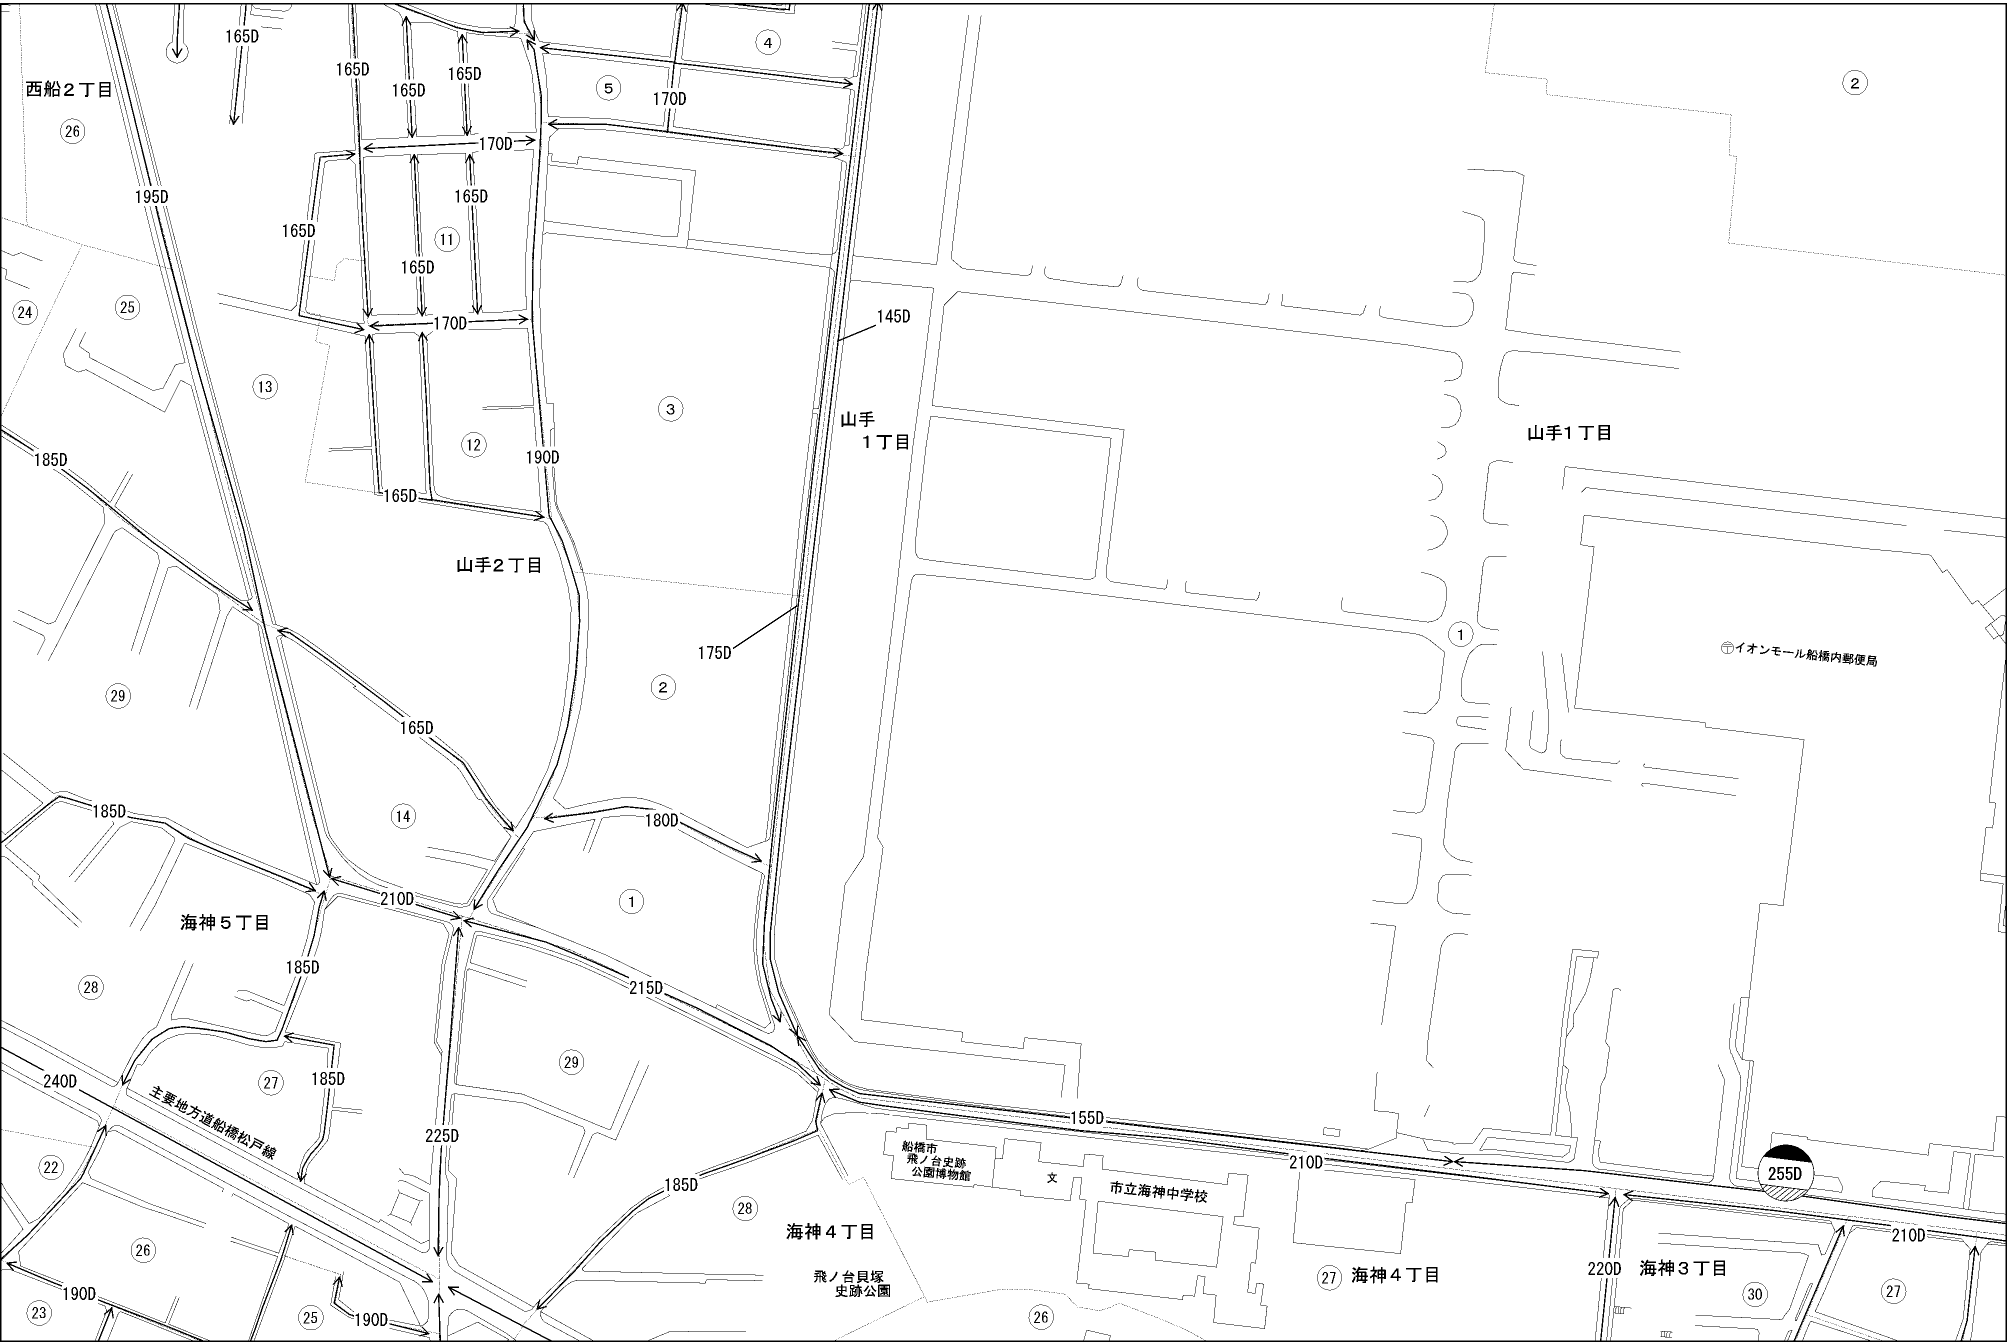 165D
④
②
西船２丁目
165D
165D
165D
⑤
165D
170D
㉖
170D
195D
165D
165D
165D
⑪
165D
㉔
㉕
170D
145D
⑬
③
山手
１丁目
山手１丁目
⑫
185D
190D
165D
山手２丁目
175D
①
〶イオンモール船橋内郵便局
㉙
②
165D
185D
14
180D
210D
①
海神５丁目
185D
215D
㉘
㉙
240D
㉗
185D
主要地方道船橋松戸線
155D
225D
船橋市
飛ノ台史跡
公園博物館
文
市立海神中学校
210D
255D
㉒
185D
㉘
海神４丁目
210D
㉖
飛ノ台貝塚
史跡公園
㉗
海神４丁目
220D
海神３丁目
190D
㉓
㉕
190D
㉖
㉚
㉗